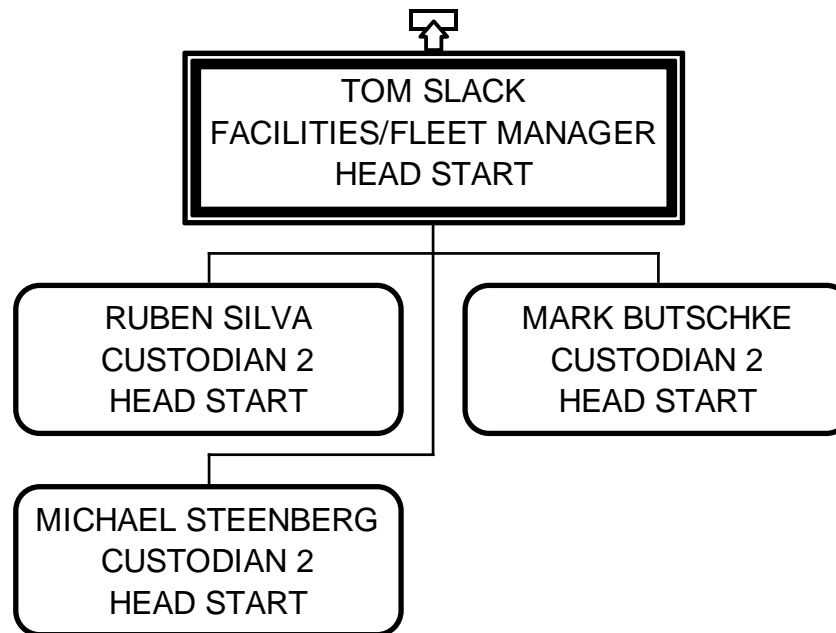 TOM SLACK
FACILITIES/FLEET MANAGER
HEAD START
RUBEN SILVA
CUSTODIAN 2
HEAD START
MARK BUTSCHKE
CUSTODIAN 2
HEAD START
MICHAEL STEENBERG
CUSTODIAN 2
HEAD START